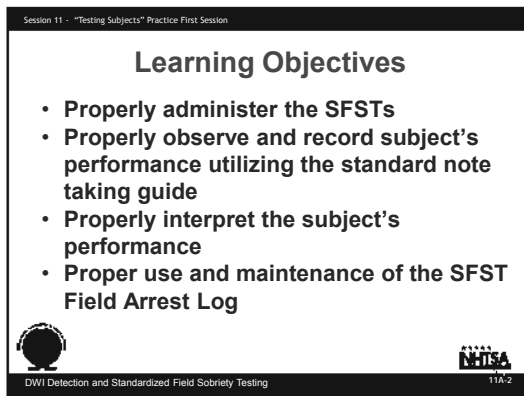 Session 11 - “Testing Subjects” Practice First Session
Learning Objectives
• Properly administer the SFSTs
• Properly observe and record subject’s
performance utilizing the standard note
taking guide
• Properly interpret the subject’s
performance
• Proper use and maintenance of the SFST
Field Arrest Log
NHTSA
DWI Detection and Standardized Field Sobriety Testing
11A-2